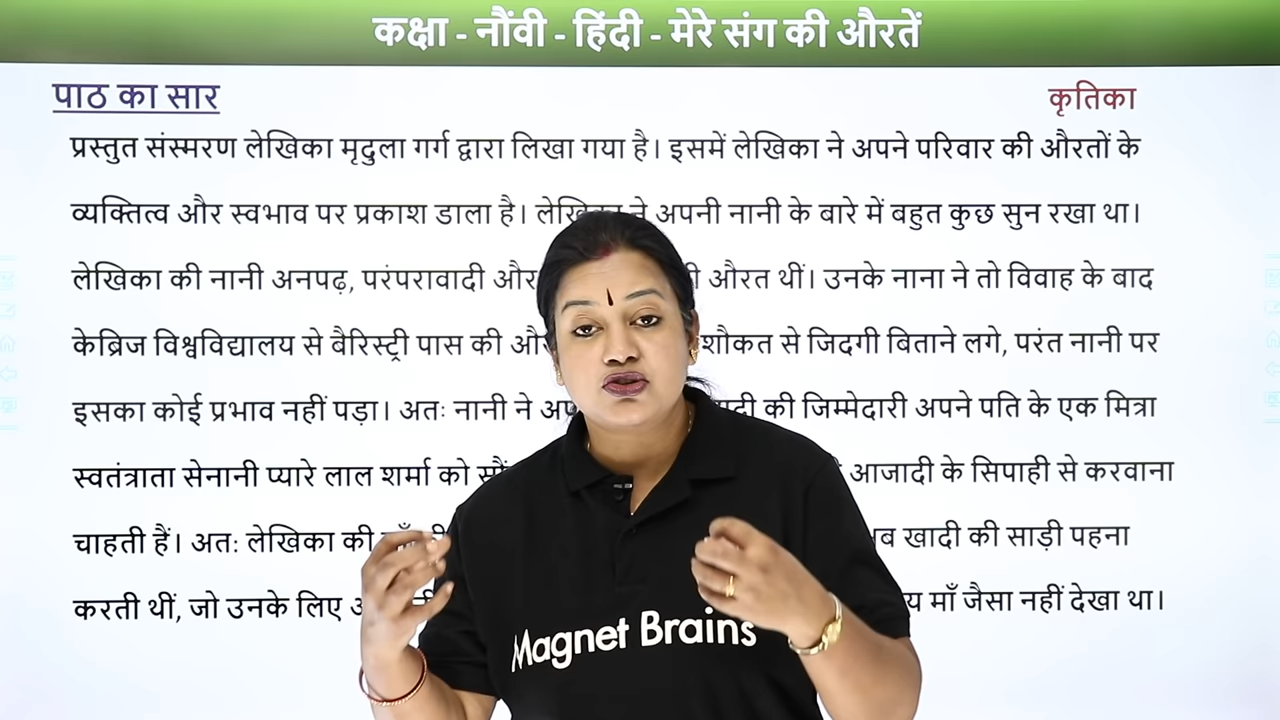 कक्षा - नौंवी - हिंदी - मेरे संग की औरतें
पाठ का सार
कृतिका
प्रस्तुत संस्मरण लेखिका मृदुला गर्ग द्वारा लिखा गया है। इसमें लेखिका ने अपने परिवार की औरतों के
व्यक्तित्व और स्वभाव पर प्रकाश डाला है। लेखिका ने अपनी नानी के बारे में बहुत कुछ सुन रखा था।
लेखिका की नानी अनपढ़, परंपरावादी और औरत थीं। उनके नाना ने तो विवाह के बाद
केब्रिज विश्वविद्यालय से बैरिस्ट्री पास की और शौकत से जिदगी बिताने लगे, परंत नानी पर
इसका कोई प्रभाव नहीं पड़ा। अतः नानी ने की जिम्मेदारी अपने पति के एक मित्रा
स्वतंत्राता सेनानी प्यारे लाल शर्मा को आजादी के सिपाही से करवाना
चाहती हैं। अतः लेखिका की माँ खादी की साड़ी पहना
करती थीं, जो उनके लिए माँ जैसा नहीं देखा था।
Magnet Brains